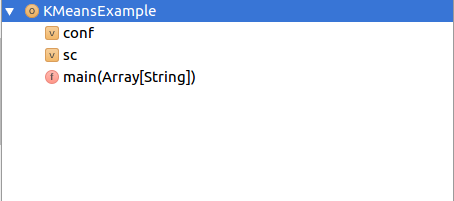 KMeansExample
conf
sc
main(Array[String])